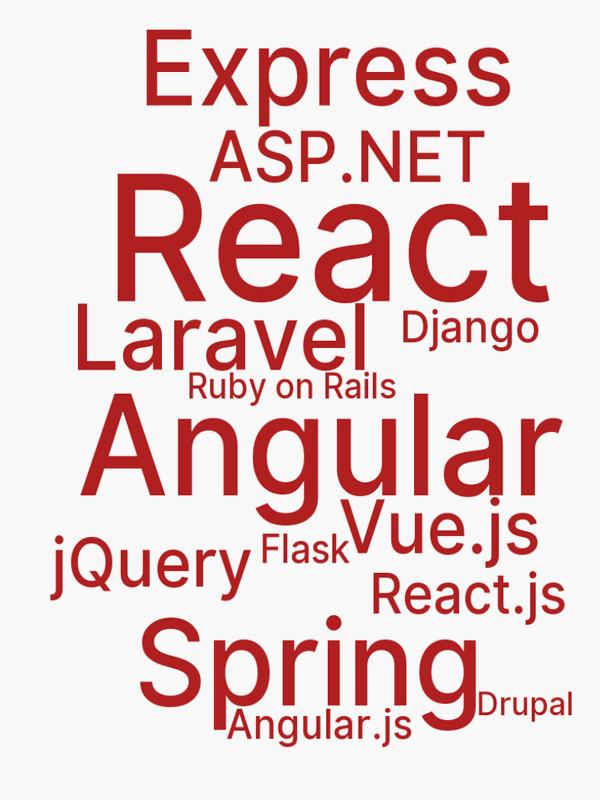 Express
ASP.NET
React
Laravel
Django
Ruby on Rails
Angular
Vue.js
jQuery
Flask
React.js
Spring
Drupal
Angular.js